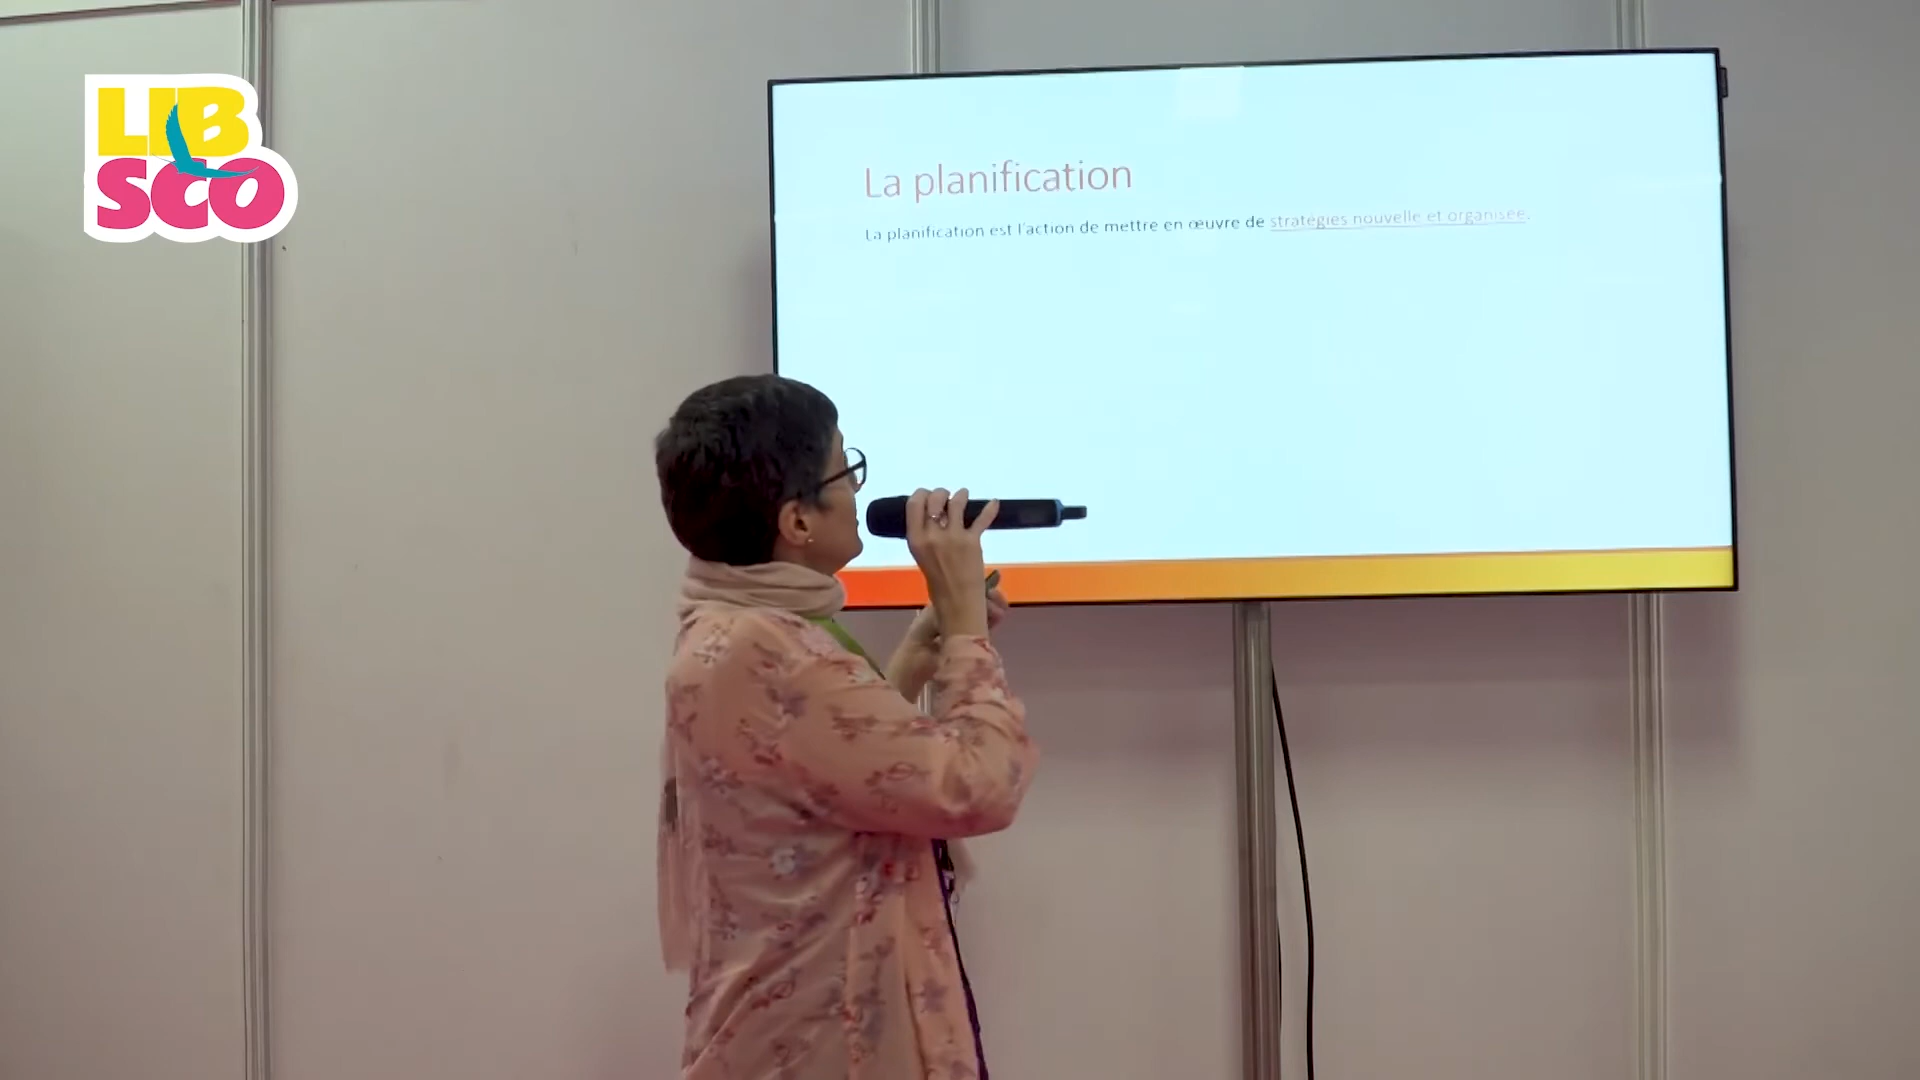 LIB
SCO
La planification
La planification est l'action de mettre en œuvre de stratégies nouvelle et organisée.